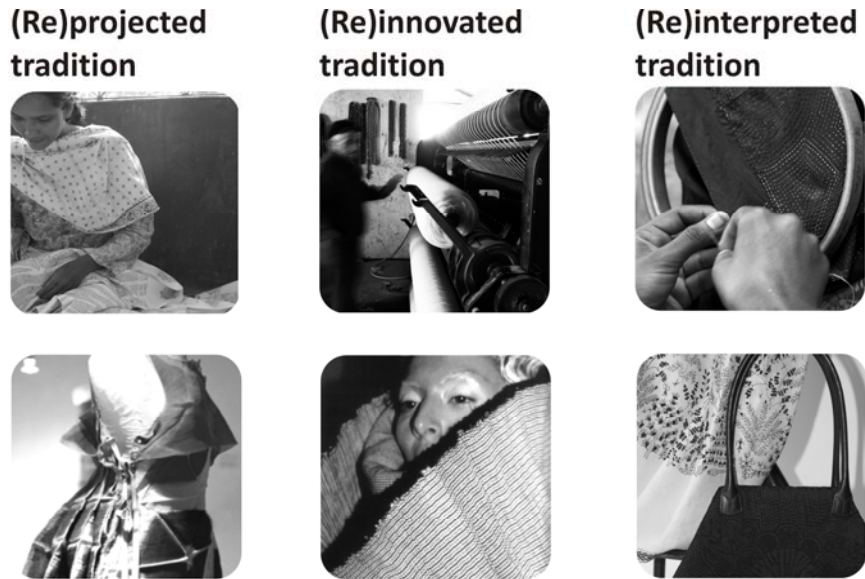 (Re)projected
tradition
(Re)innovated
tradition
(Re)interpreted
tradition